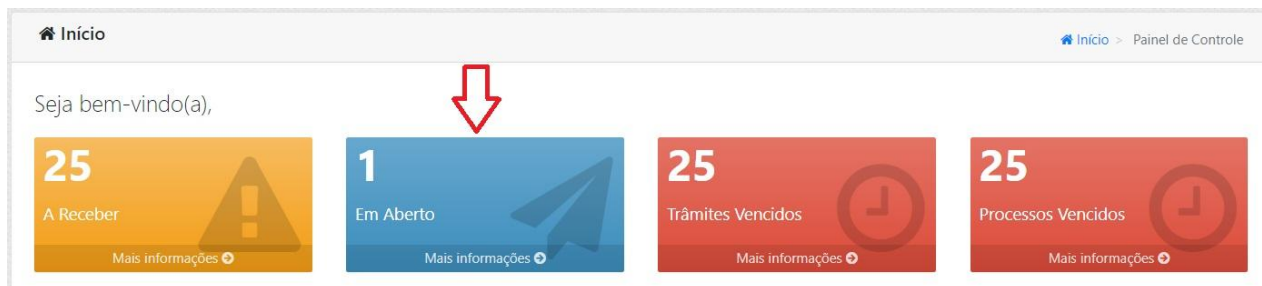 Início
Início > Painel de Controle
Seja bem-vindo(a),
25
A Receber
Mais informações
1
Em Aberto
Mais informações
25
Trâmites Vencidos
Mais informações
25
Processos Vencidos
Mais informações